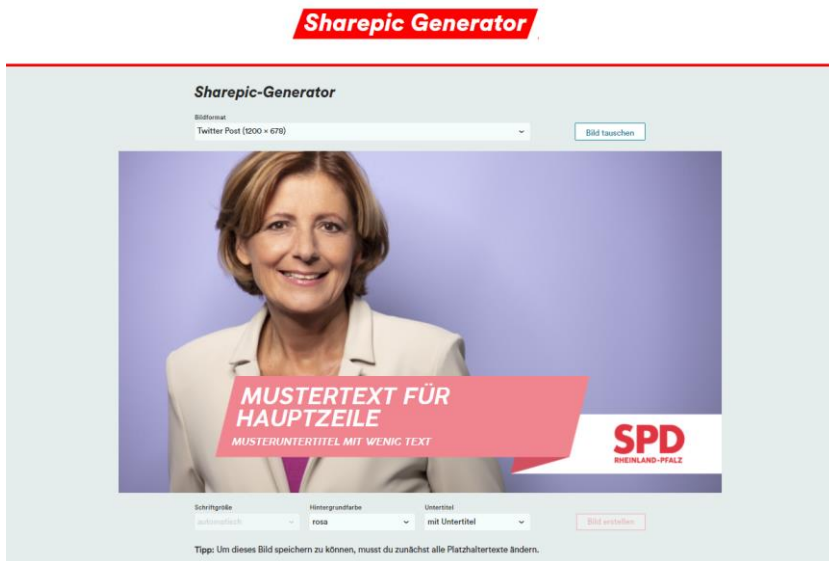 Sharepic Generator
Sharepic-Generator
Bildformat
Twitter Post (1200 × 678)
Bild tauschen
MUSTERTEXT FÜR
HAUPTZEILE
MUSTERUNTERTITEL MIT WENIG TEXT
SPD
RHEINLAND-PFALZ
Schriftgröße
Hintergrundfarbe
Untertitel
automatisch
rosa
mit Untertitel
Bild erstellen
Tipp: Um dieses Bild speichern zu können, musst du zunächst alle Platzhaltertexte ändern.